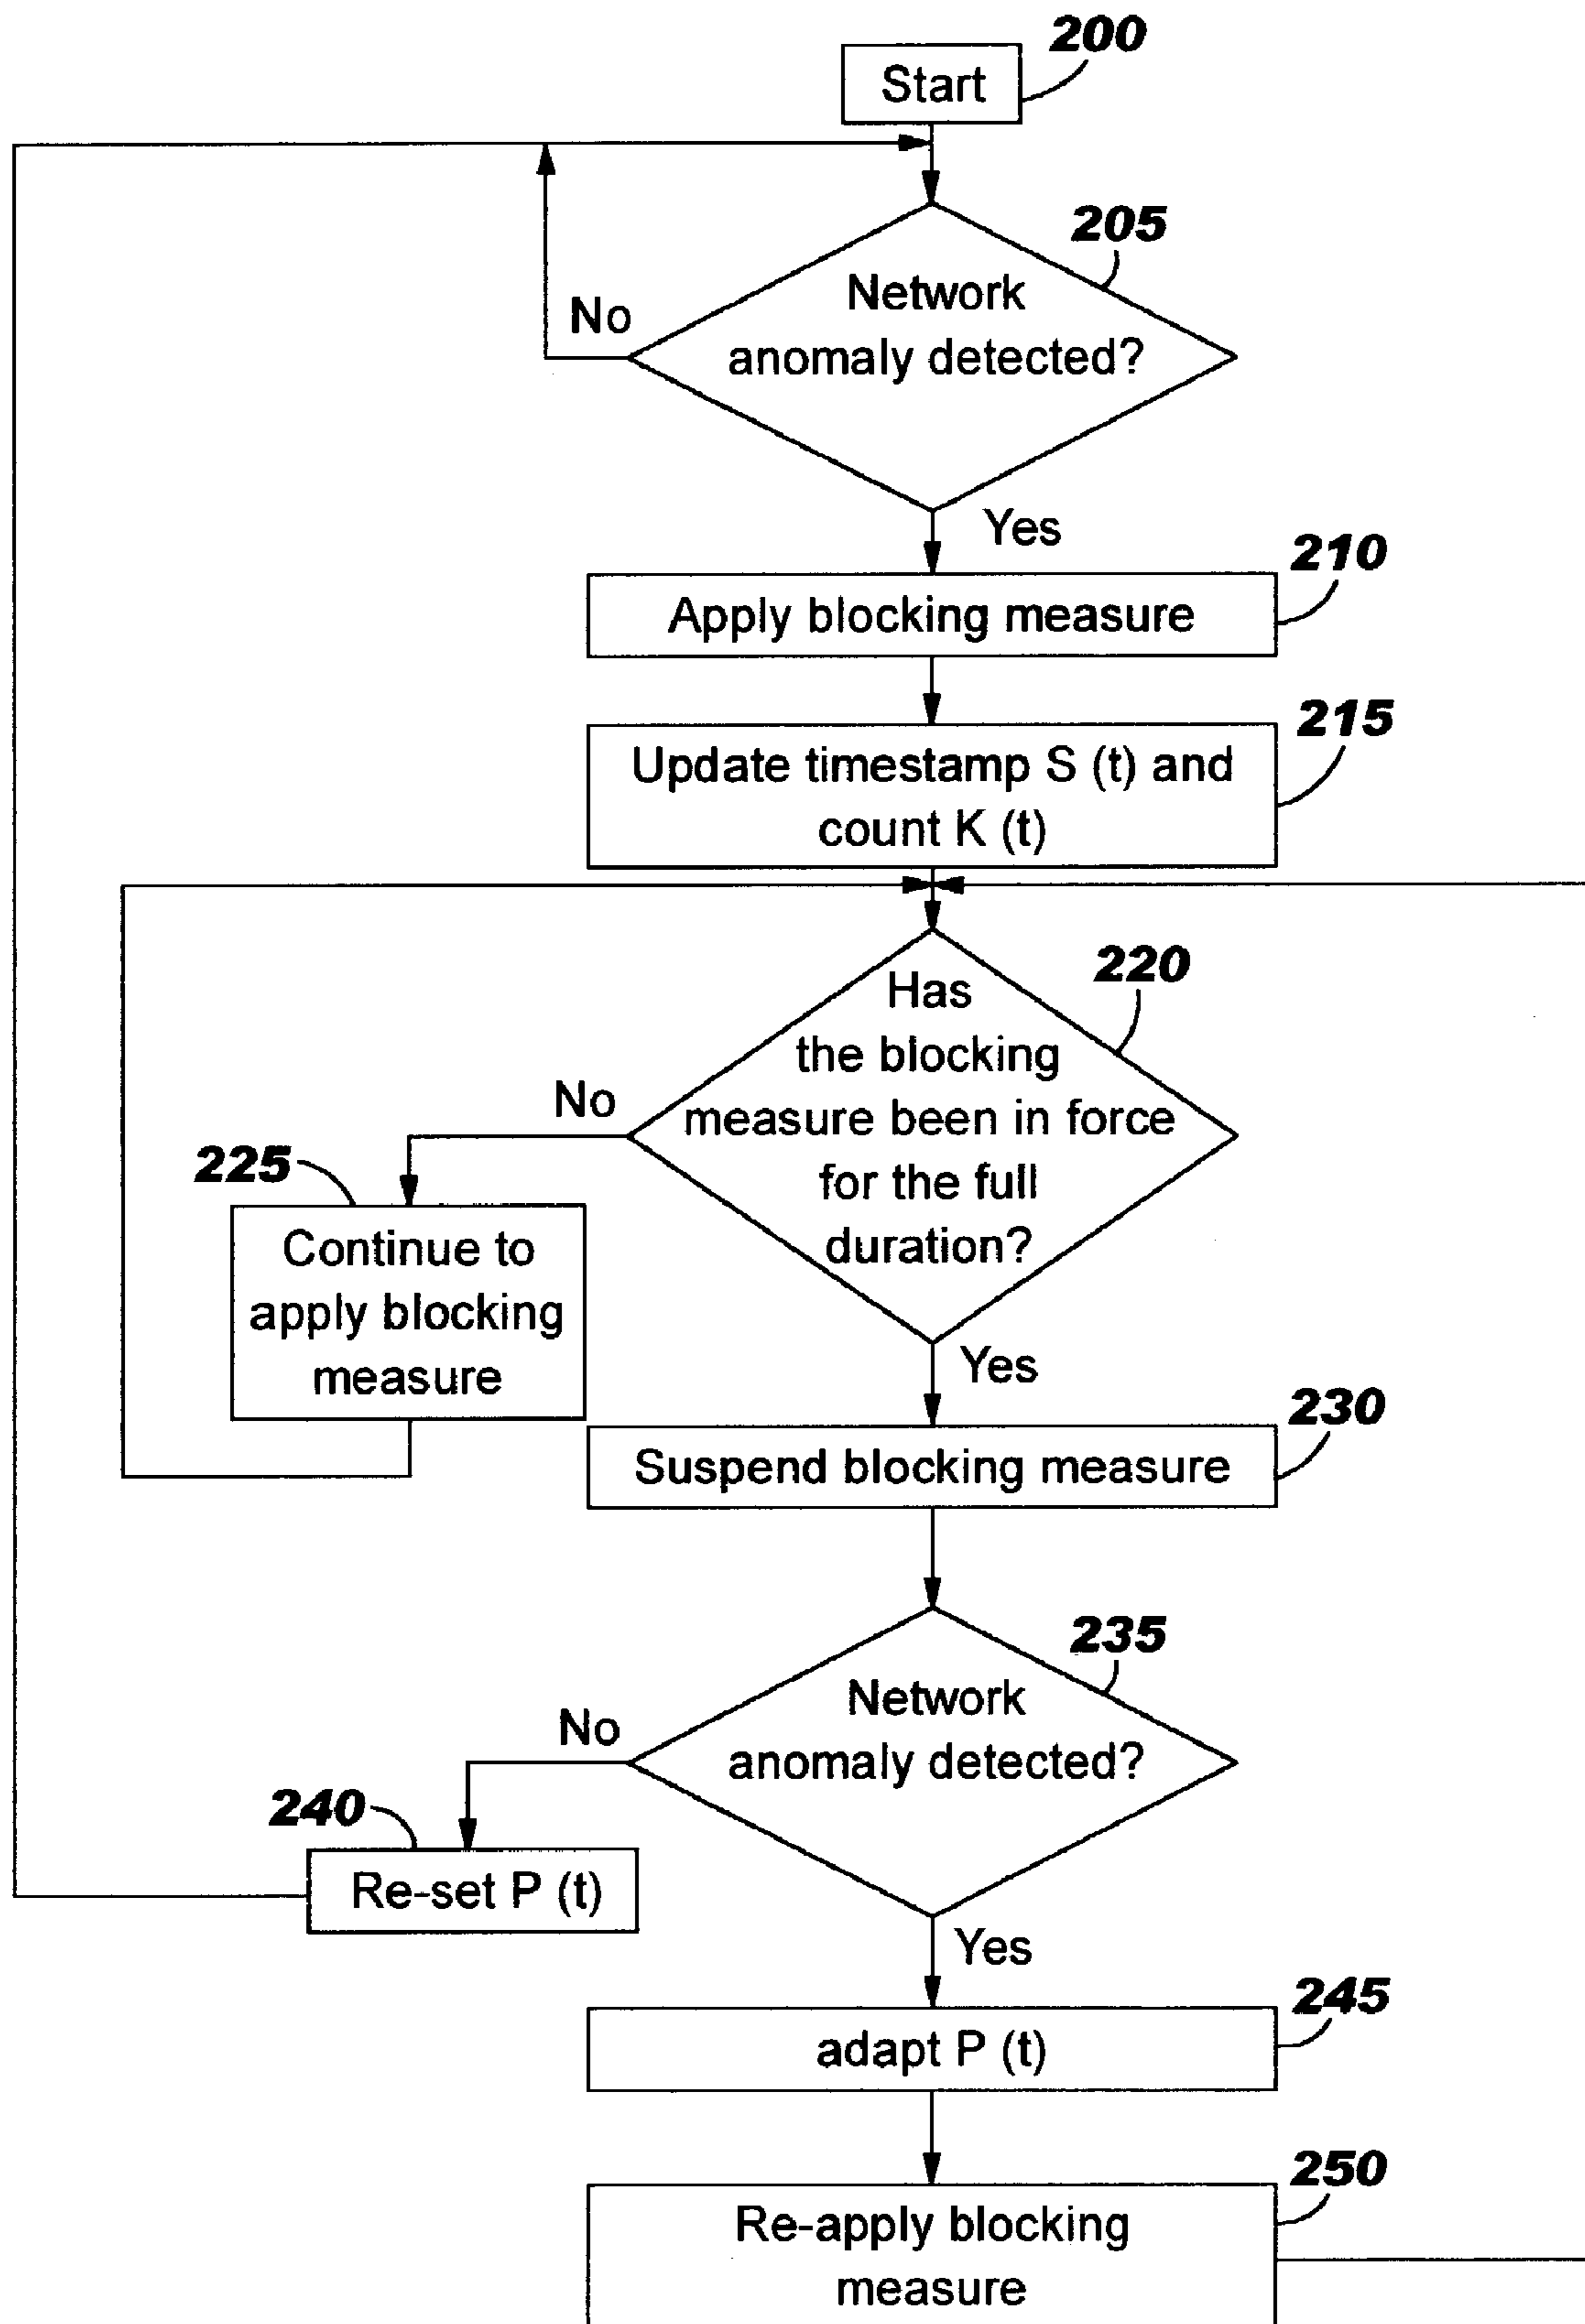 200
Start
205
Network
anomaly detected?
No
Yes
210
Apply blocking measure
215
Update timestamp S (t) and
count K (t)
220
Has
the blocking
measure been in force
for the full
duration?
No
225
Continue to
apply blocking
measure
Yes
230
Suspend blocking measure
235
Network
anomaly detected?
No
240
Re-set P (t)
Yes
245
adapt P (t)
250
Re-apply blocking
measure